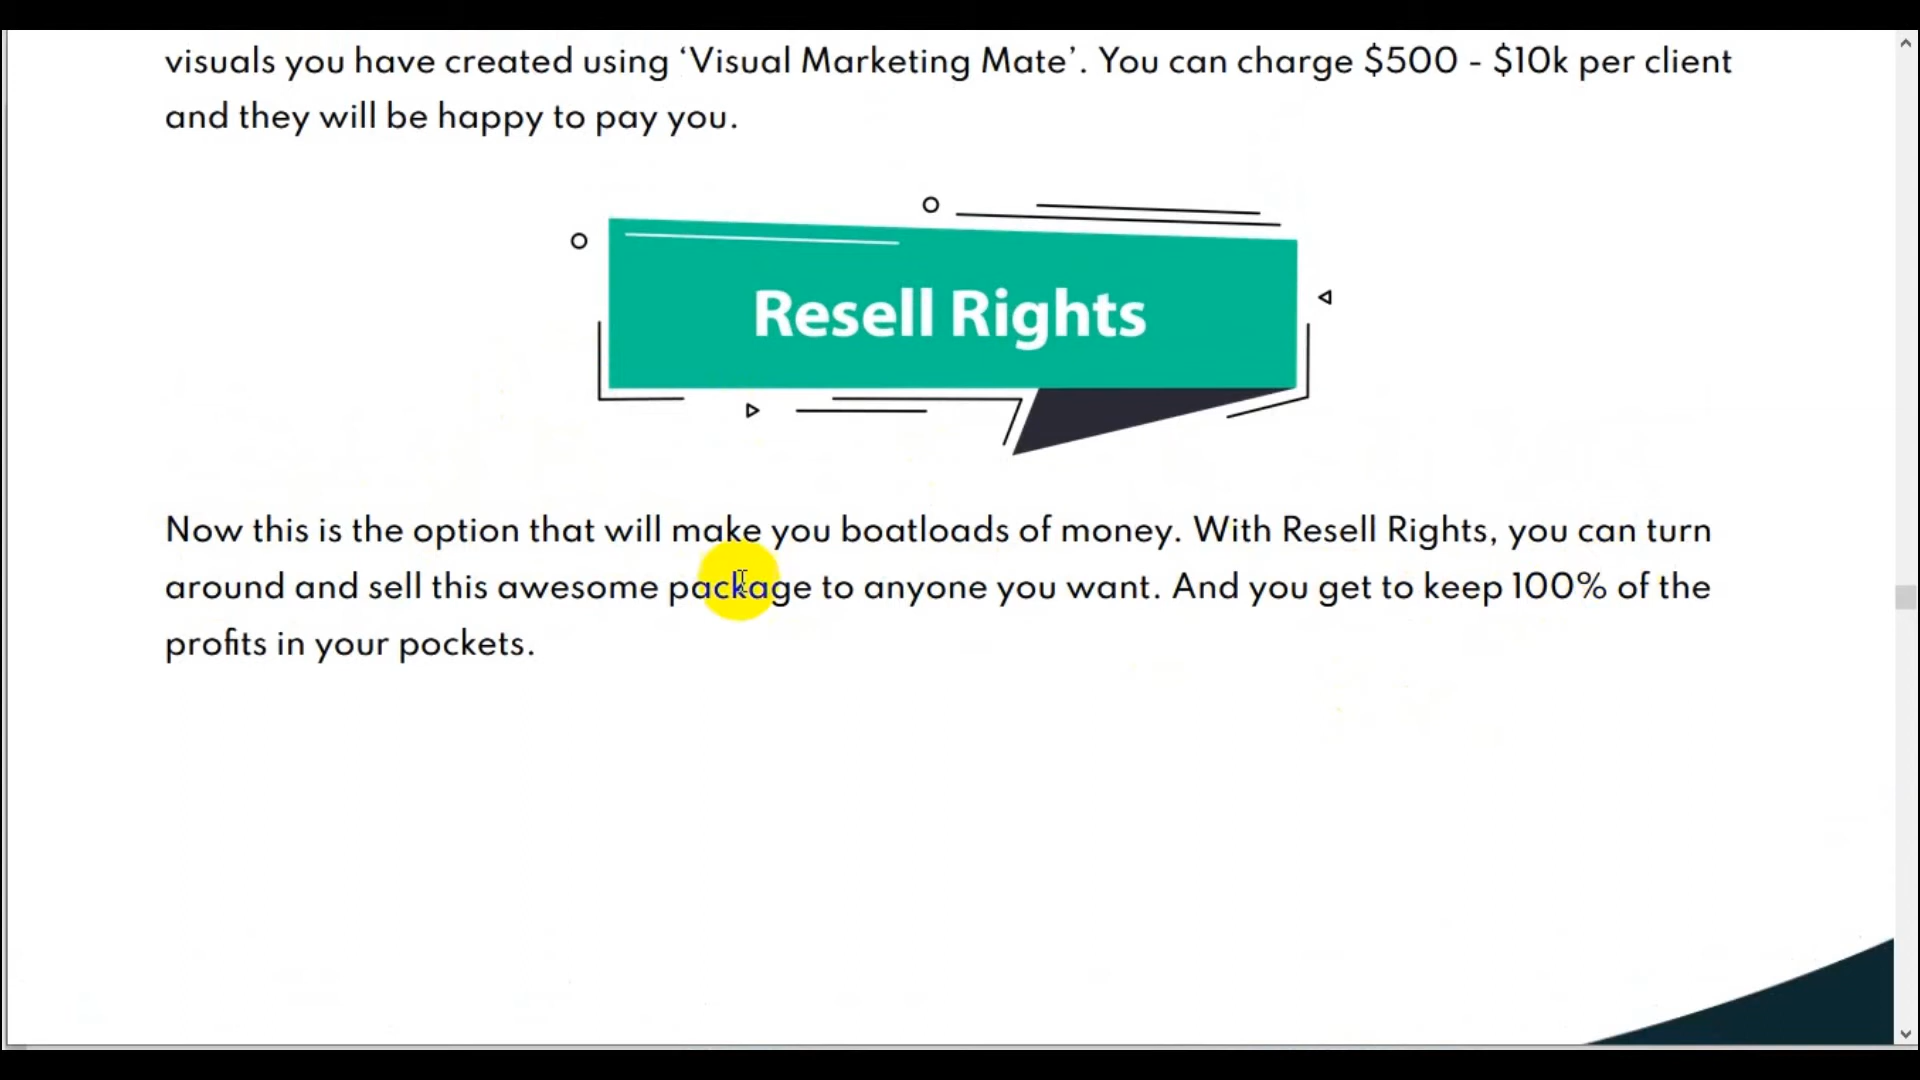 visuals you have created using ‘Visual Marketing Mate’. You can charge $500 - $10k per client
and they will be happy to pay you.
Resell Rights
Now this is the option that will make you boatloads of money. With Resell Rights, you can turn
around and sell this awesome package to anyone you want. And you get to keep 100% of the
profits in your pockets.